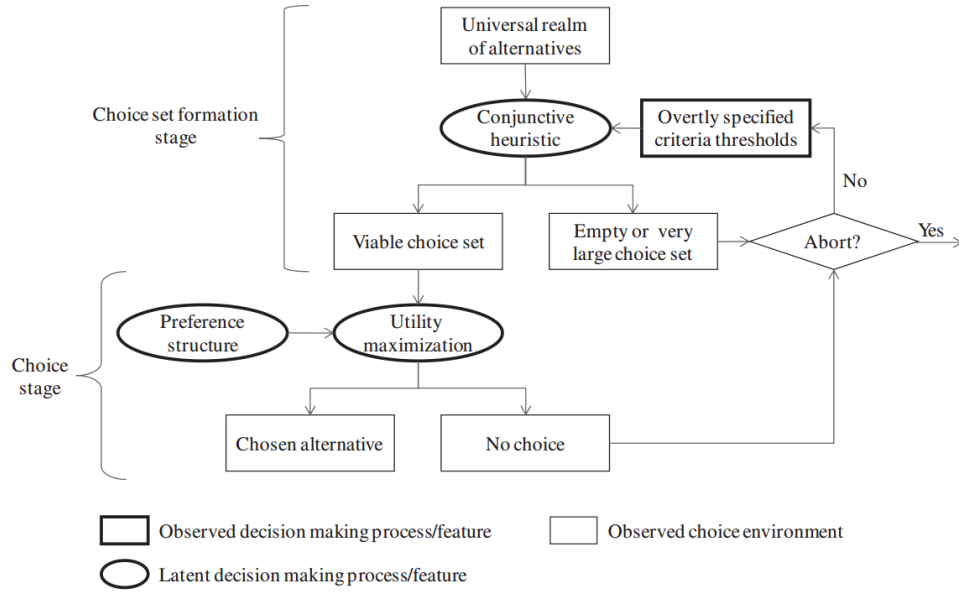 Universal realm
of alternatives
Choice set formation
stage
Conjunctive
heuristic
Overtly specified
criteria thresholds
No
Viable choice set
Empty or very
large choice set
Abort?
Yes
Choice
stage
Preference
structure
Utility
maximization
Chosen alternative
No choice
Observed decision making process/feature
Observed choice environment
Latent decision making process/feature